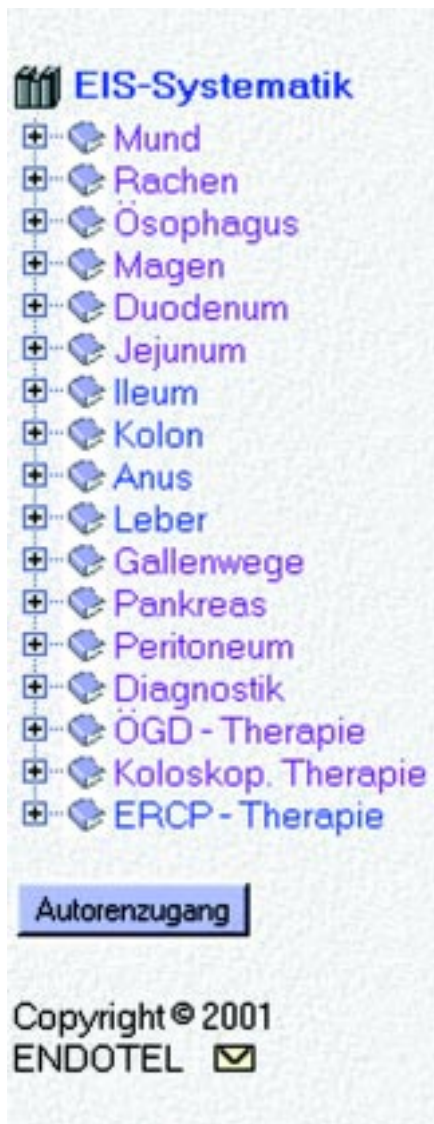 EIS-Systematik
Mund
Rachen
Ösophagus
Magen
Duodenum
Jejunum
Ileum
Kolon
Anus
Leber
Gallenwege
Pankreas
Peritoneum
Diagnostik
ÖGD - Therapie
Koloskop. Therapie
ERCP - Therapie
Autorenzugang
Copyright © 2001
ENDOTEL